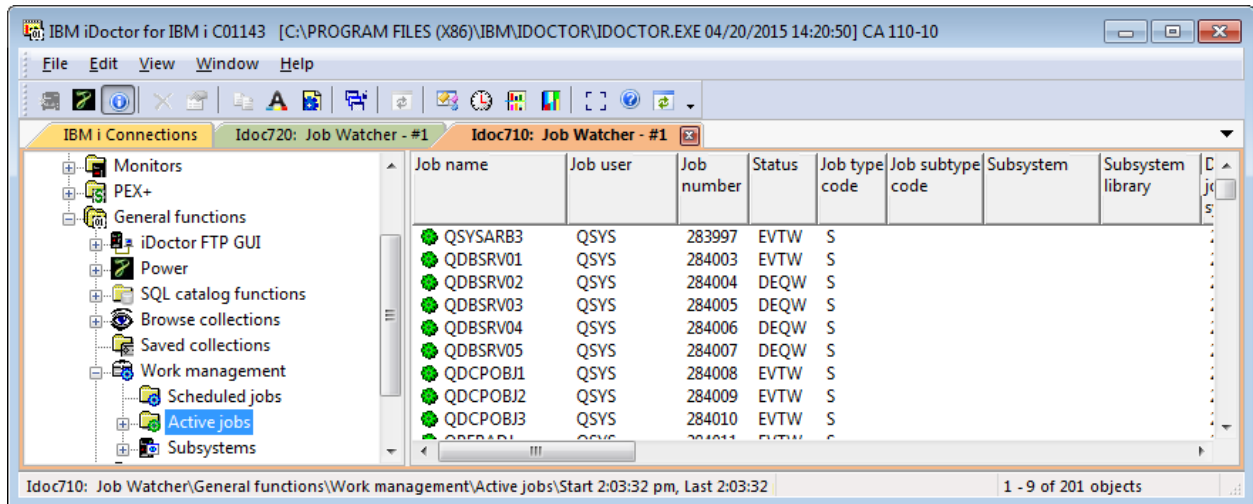 IBM iDoctor for IBM i C01143 [C:\PROGRAM FILES (X86)\IBM\IDOCTOR\IDOCTOR.EXE 04/20/2015 14:20:50] CA 110-10
File Edit View Window Help
IBM i Connections Idoc720: Job Watcher - #1 Idoc710: Job Watcher - #1
Monitors
PEX+
General functions
iDoctor FTP GUI
Power
SQL catalog functions
Browse collections
Saved collections
Work management
Scheduled jobs
Active jobs
Subsystems
Job name Job user Job number Status Job type code Job subtype code Subsystem Subsystem library
QSYSARB3 QSYS 283997 EVTW S
QDBSRV01 QSYS 284003 EVTW S
QDBSRV02 QSYS 284004 DEQW S
QDBSRV03 QSYS 284005 DEQW S
QDBSRV04 QSYS 284006 DEQW S
QDBSRV05 QSYS 284007 DEQW S
QDCPOBJ1 QSYS 284008 EVTW S
QDCPOBJ2 QSYS 284009 EVTW S
QDCPOBJ3 QSYS 284010 EVTW S
Idoc710: Job Watcher\General functions\Work management\Active jobs\Start 2:03:32 pm, Last 2:03:32 1 - 9 of 201 objects